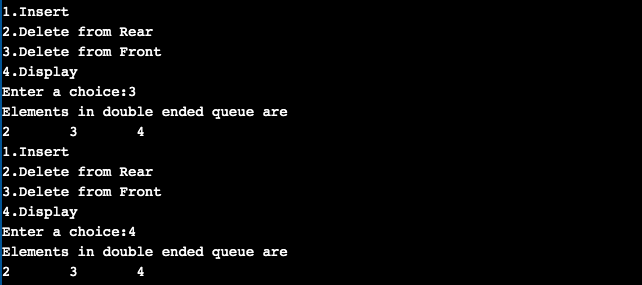 1.Insert
2.Delete from Rear
3.Delete from Front
4.Display
Enter a choice:3
Elements in double ended queue are
2       3       4
1.Insert
2.Delete from Rear
3.Delete from Front
4.Display
Enter a choice:4
Elements in double ended queue are
2       3       4